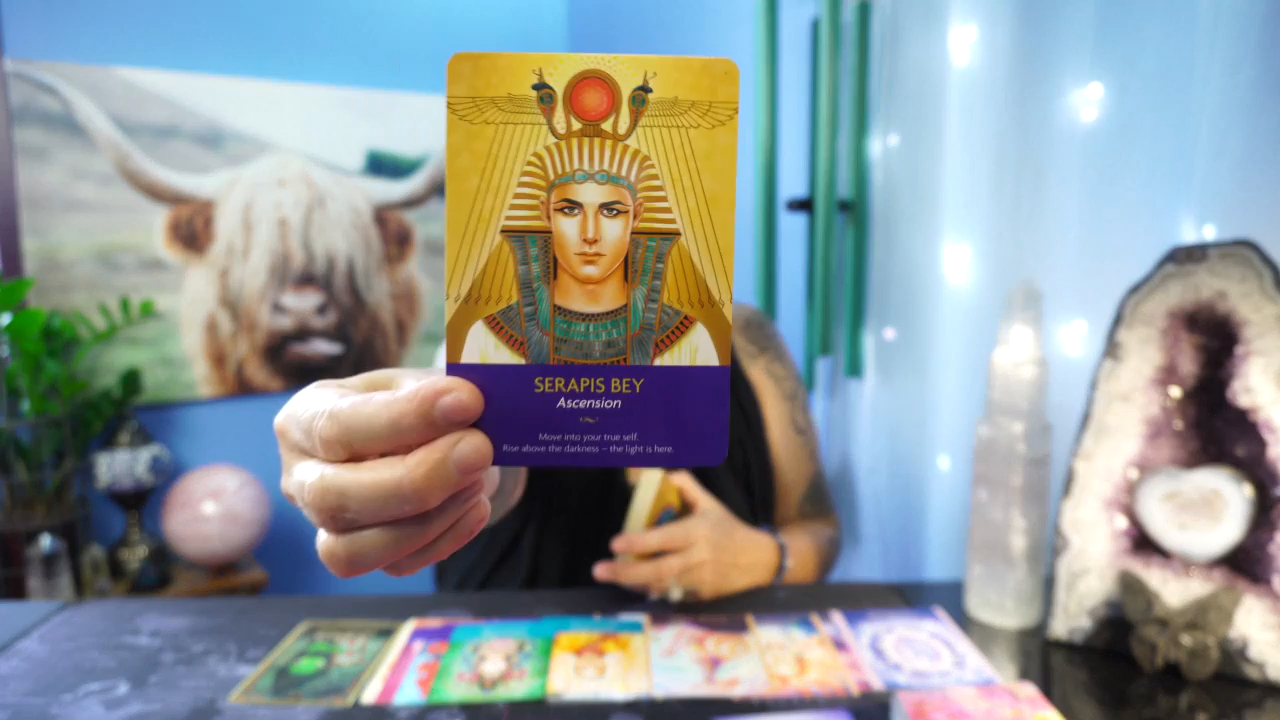 SERAPIS BEY
Ascension
Move into your true self.
Rise above the darkness – the light is here.